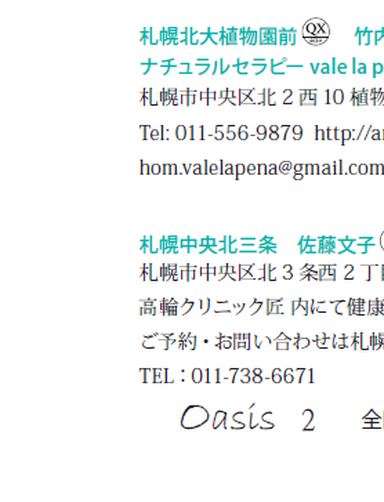 札幌北大植物園前 QX 竹内
ナチュラルセラピー vale la p
札幌市中央区北 2 西 10 植物
Tel: 011-556-9879 http://ar
hom.valelapena@gmail.com
札幌中央北三条 佐藤文子
札幌市中央区北 3 条西 2 丁目
高輪クリニック匠 内にて健康
ご予約・お問い合わせは札幌
TEL：011-738-6671
Oasis 2 全国